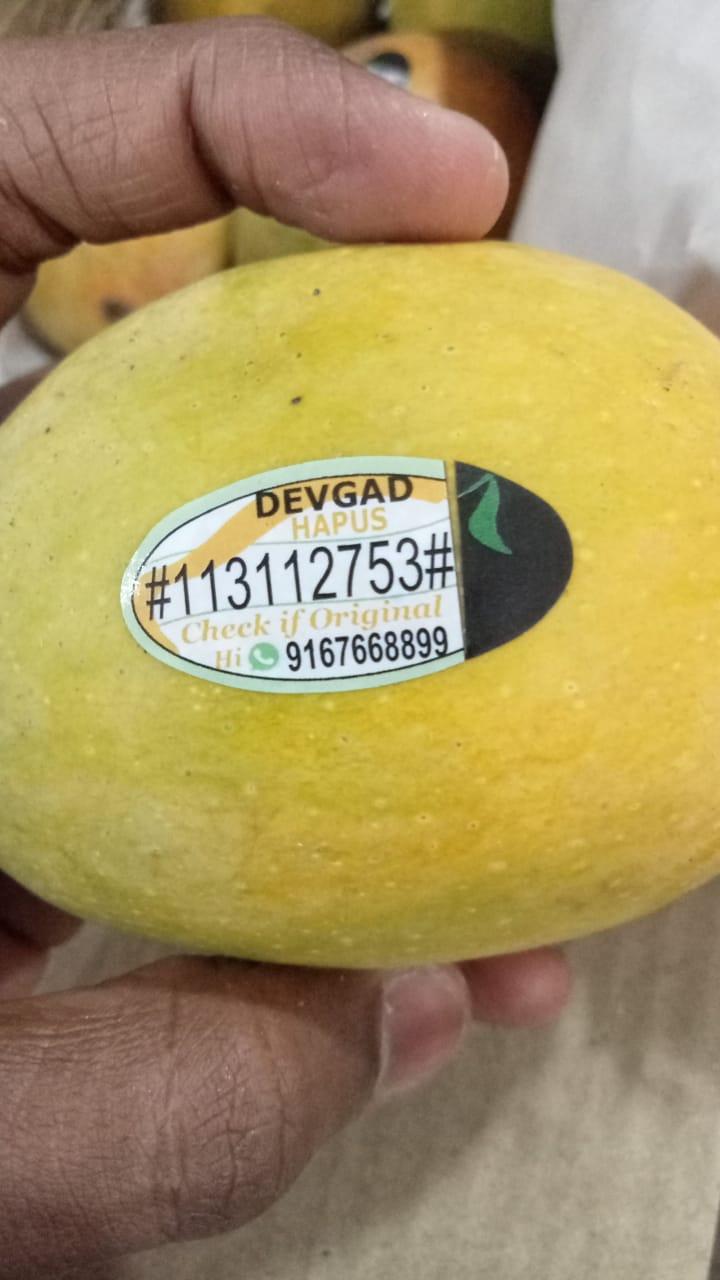 DEVGAD
HAPUS
#113112753#
Check if Original
Hi 9167668899